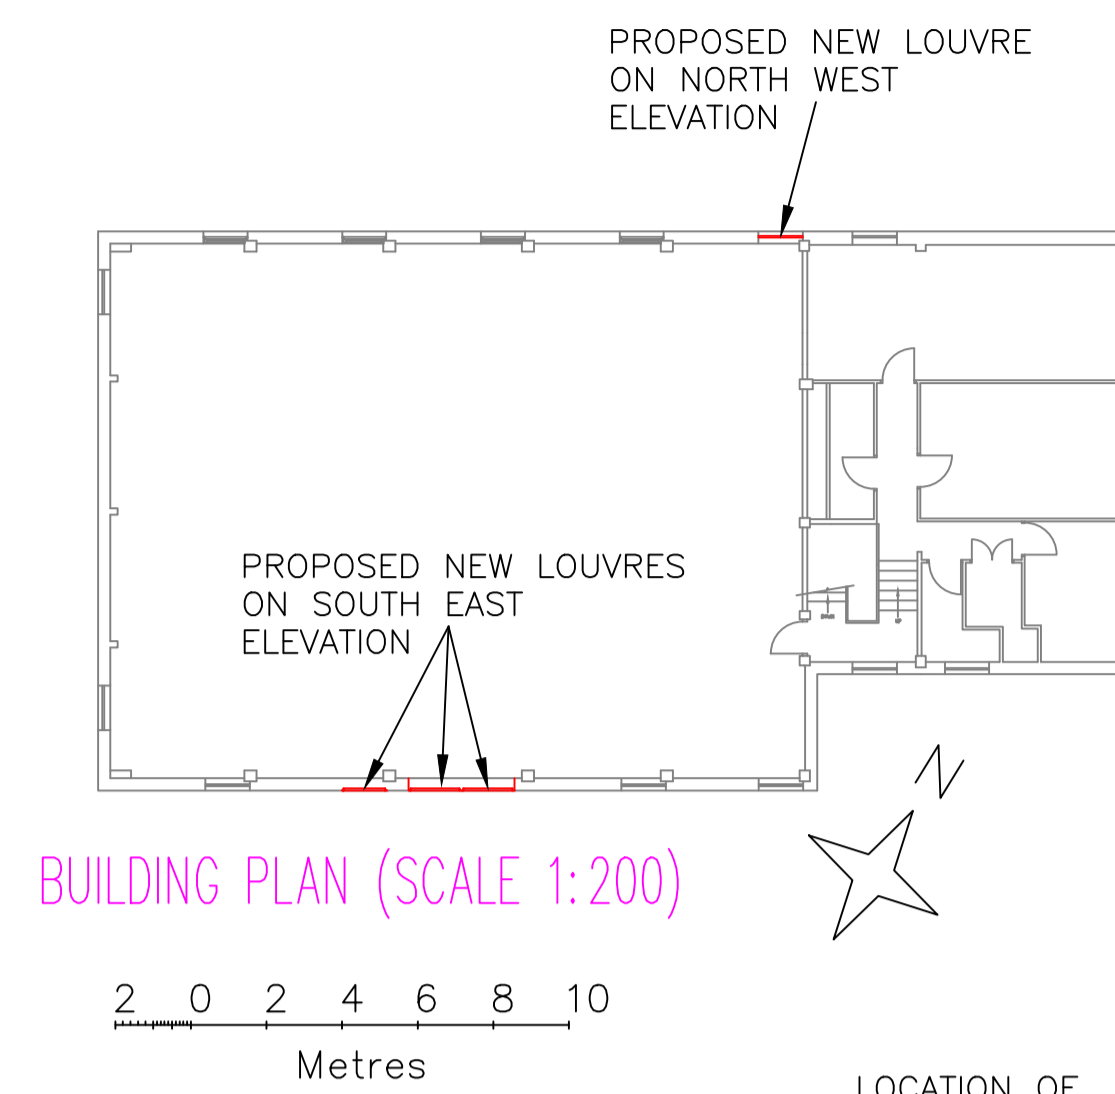 PROPOSED NEW LOUVRE
ON NORTH WEST
ELEVATION
PROPOSED NEW LOUVRES
ON SOUTH EAST
ELEVATION
N
BUILDING PLAN (SCALE 1:200)
2 0 2 4 6 8 10
Metres
LOCATION OF